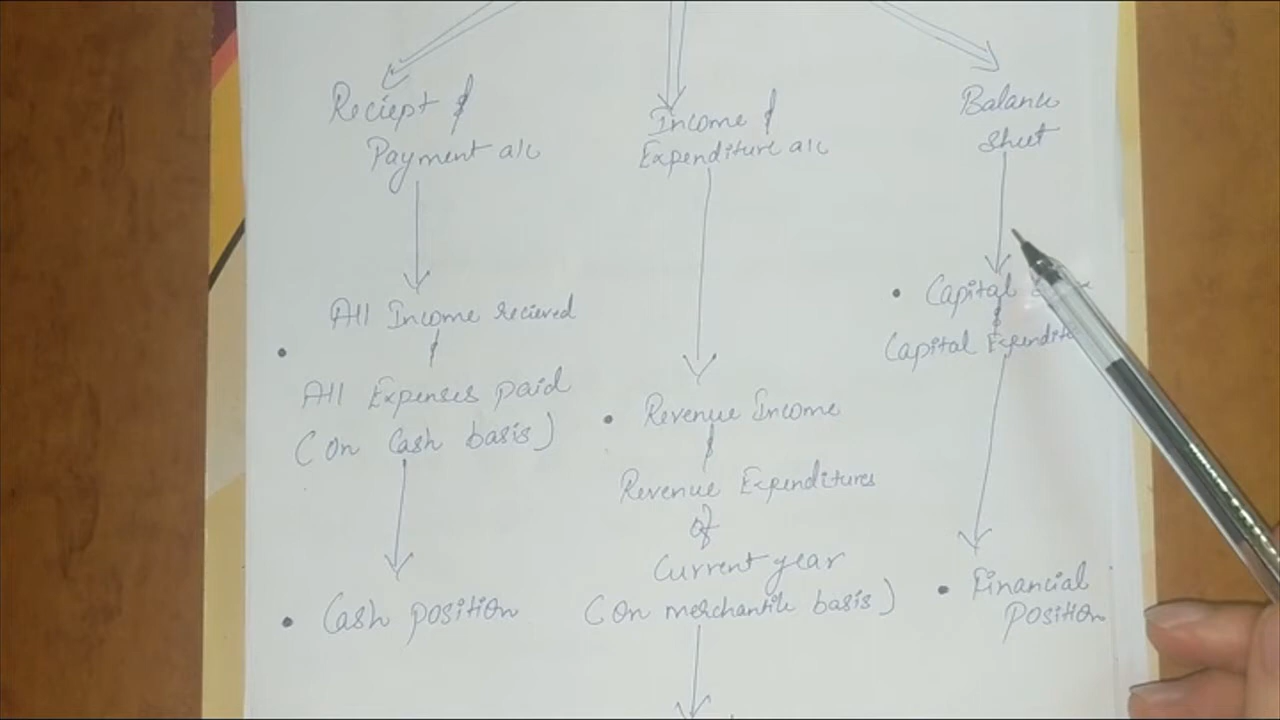 Reciept &
Payment a/c
All Income recieved
&
All Expenses paid
(On Cash basis)
• Cash position
Income &
Expenditure a/c
• Revenue Income
&
Revenue Expenditures
of
Current year
(On merchantile basis)
Balance
Sheet
• Capital
&
Capital
• Financial
Position